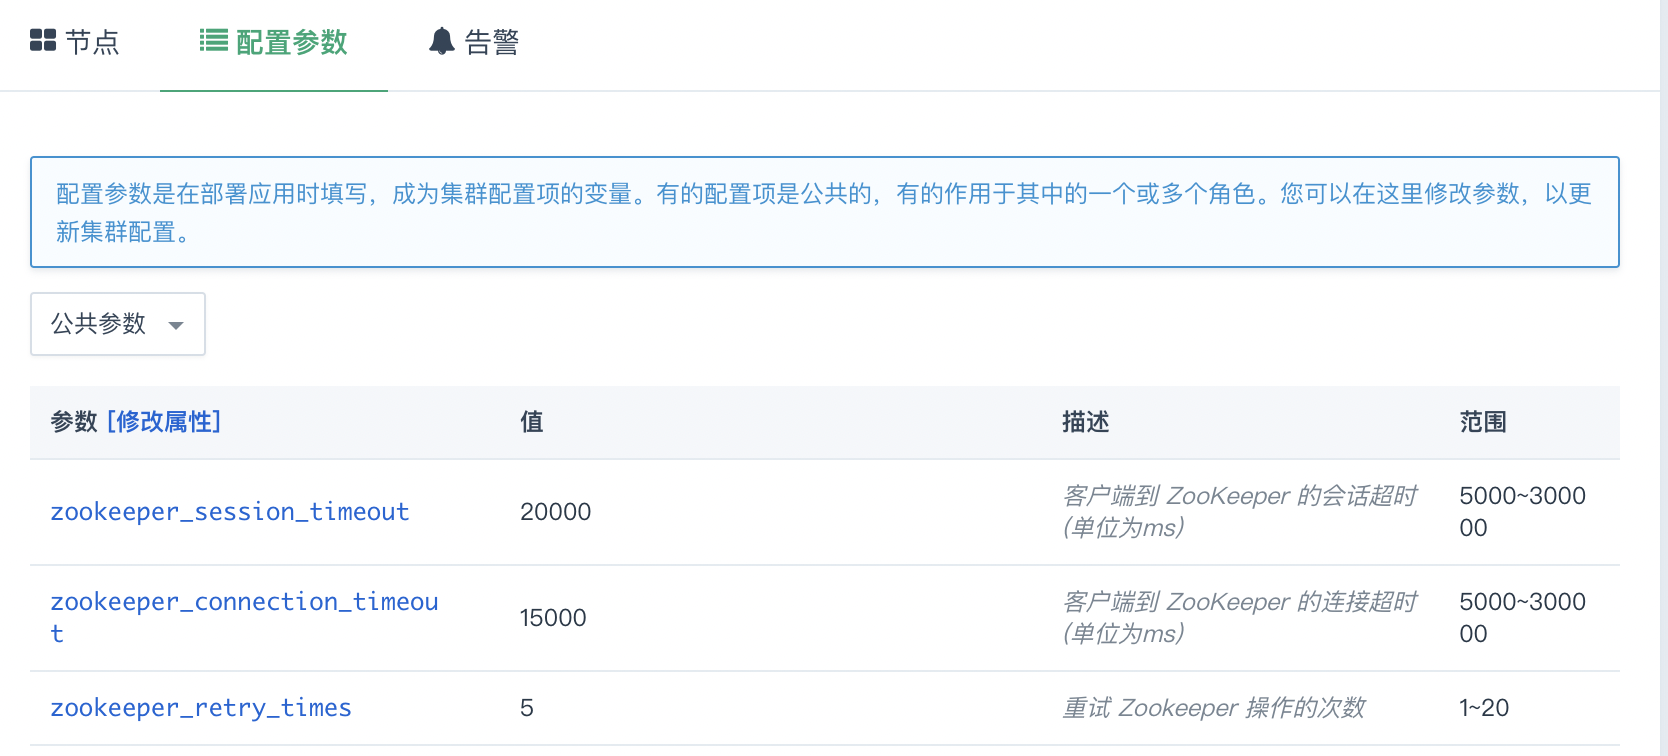 节点 配置参数 告警
配置参数是在部署应用时填写，成为集群配置项的变量。有的配置项是公共的，有的作用于其中的一个或多个角色。您可以在这里修改参数，以更
新集群配置。
公共参数
参数 [修改属性] 值 描述 范围
zookeeper_session_timeout 20000 客户端到 ZooKeeper 的会话超时 5000~3000
(单位为ms) 00
zookeeper_connection_timeou 15000 客户端到 ZooKeeper 的连接超时 5000~3000
t (单位为ms) 00
zookeeper_retry_times 5 重试 Zookeeper 操作的次数 1~20